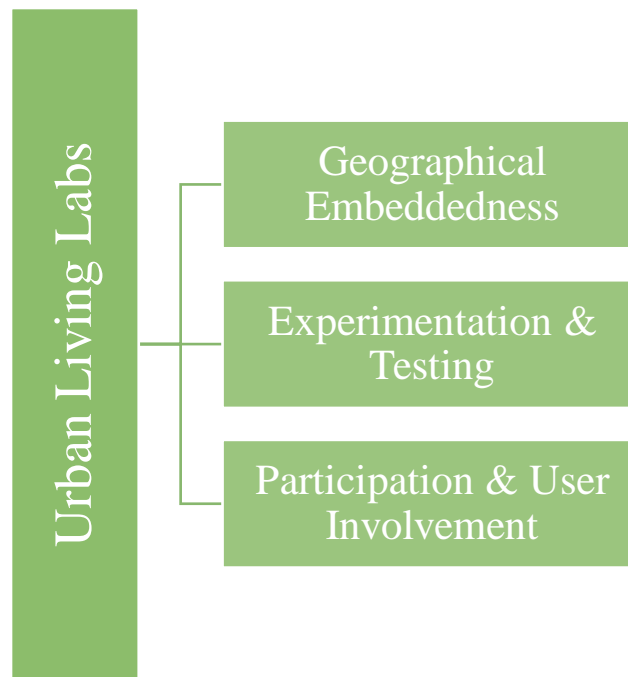 Urban Living Labs
Geographical
Embeddedness
Experimentation &
Testing
Participation & User
Involvement